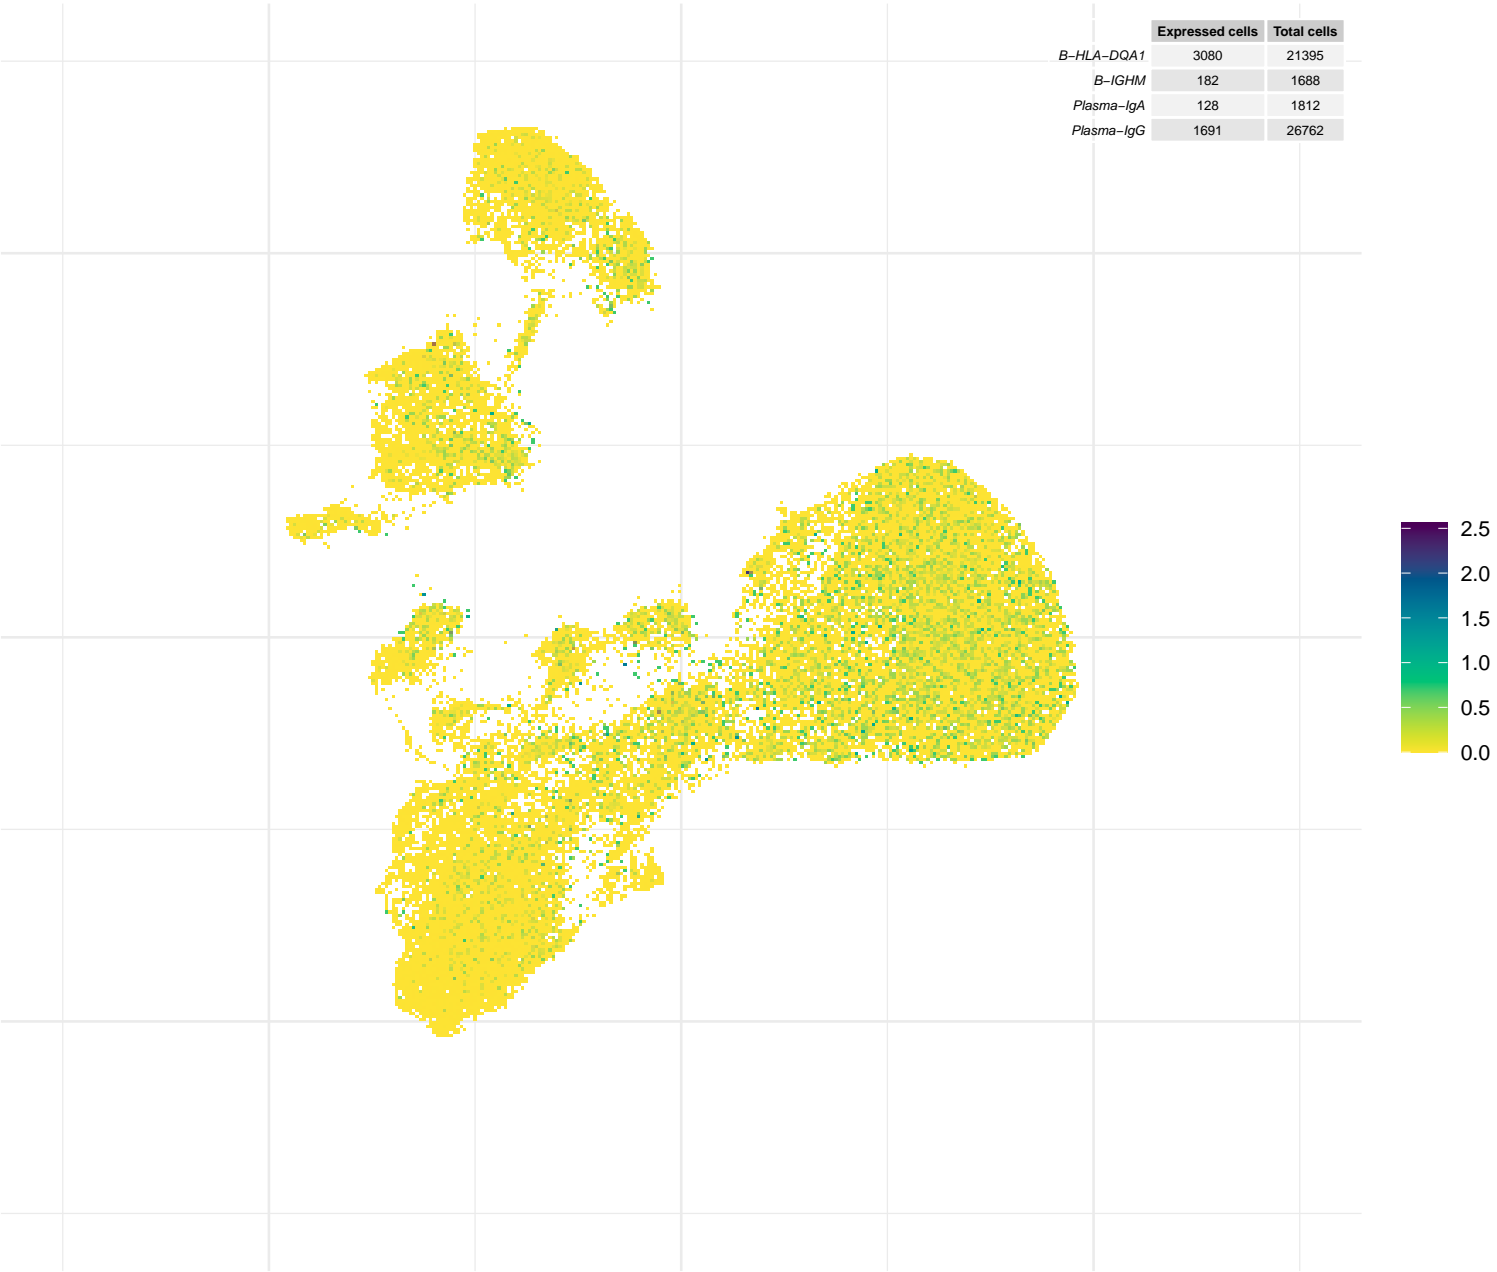 Expressed cells Total cells
B−HLA−DQA1 3080 21395
B−IGHM 182 1688
Plasma−IgA 128 1812
Plasma−IgG 1691 26762
2.5
2.0
1.5
1.0
0.5
0.0